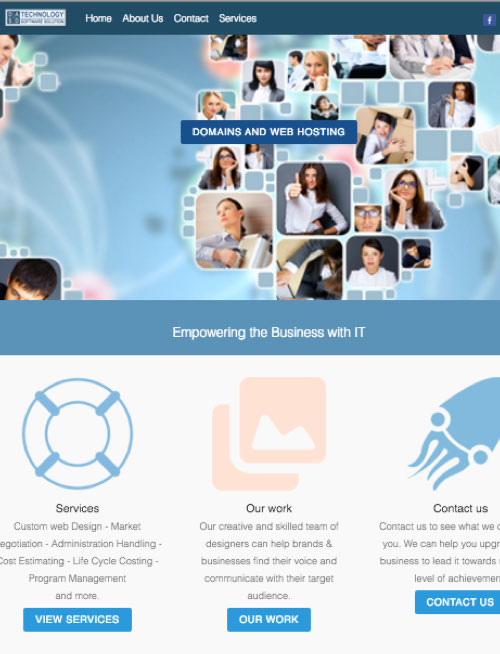 TECHNOLOGY
SOFTWARE SOLUTION
Home About Us Contact Services
f
DOMAINS AND WEB HOSTING
Empowering the Business with IT
Services
Custom web Design - Market
egotiation - Administration Handling -
Cost Estimating - Life Cycle Costing -
Program Management
and more.
VIEW SERVICES
Our work
Our creative and skilled team of
designers can help brands &
businesses find their voice and
communicate with their target
audience.
OUR WORK
Contact us
Contact us to see what we c
you. We can help you upgr
business to lead it towards
level of achievemen
CONTACT US